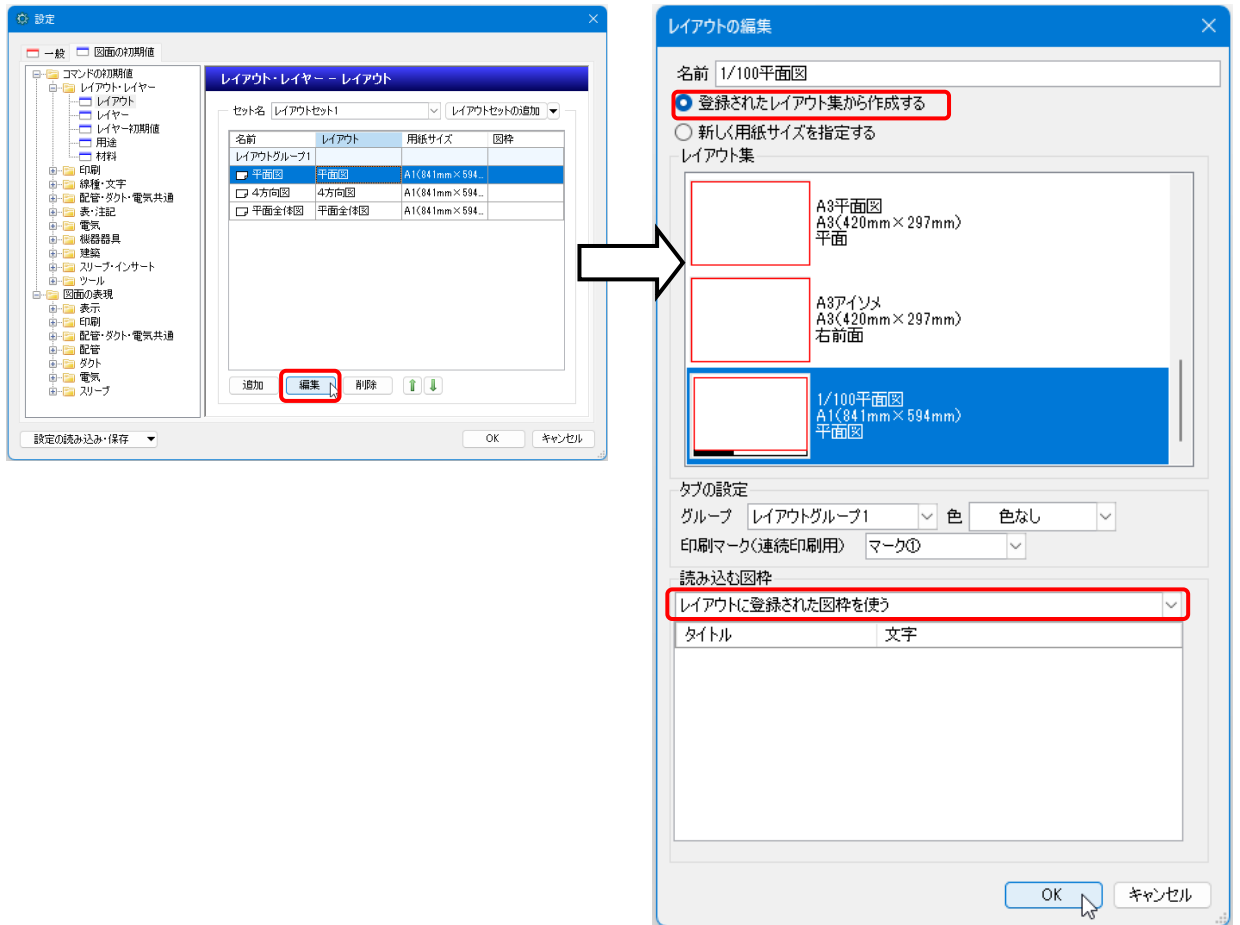 設定
一般
図面の初期値
コマンドの初期値
レイアウト・レイヤー
レイアウト
レイヤー
レイヤー初期値
用途
材料
印刷
線種・文字
配管・ダクト・電気共通
表・注記
電気
機器器具
建築
スリーブ・インサート
ツール
図面の表現
表示
印刷
配管・ダクト・電気共通
配管
ダクト
電気
スリーブ
レイアウト・レイヤー － レイアウト
セット名 レイアウトセット1 レイアウトセットの追加
名前 レイアウト 用紙サイズ 図枠
レイアウトグループ1
平面図 平面図 A1(841mm×594...
4方向図 4方向図 A1(841mm×594...
平面全体図 平面全体図 A1(841mm×594...
追加 編集 削除
設定の読み込み・保存
OK キャンセル
レイアウトの編集
名前 1/100平面図
登録されたレイアウト集から作成する
新しく用紙サイズを指定する
レイアウト集
A3平面図
A3(420mm×297mm)
平面
A3アイソメ
A3(420mm×297mm)
右前面
1/100平面図
A1(841mm×594mm)
平面図
タブの設定
グループ レイアウトグループ1 色 色なし
印刷マーク(連続印刷用) マーク①
読み込む図枠
レイアウトに登録された図枠を使う
タイトル 文字
OK キャンセル